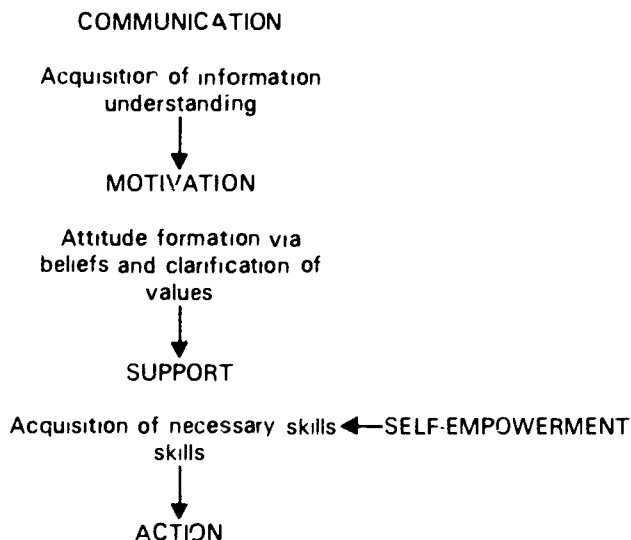 COMMUNICATION
Acquisition of information
understanding
MOTIVATION
Attitude formation via
beliefs and clarification of
values
SUPPORT
Acquisition of necessary skills SELF-EMPOWERMENT
skills
ACTION